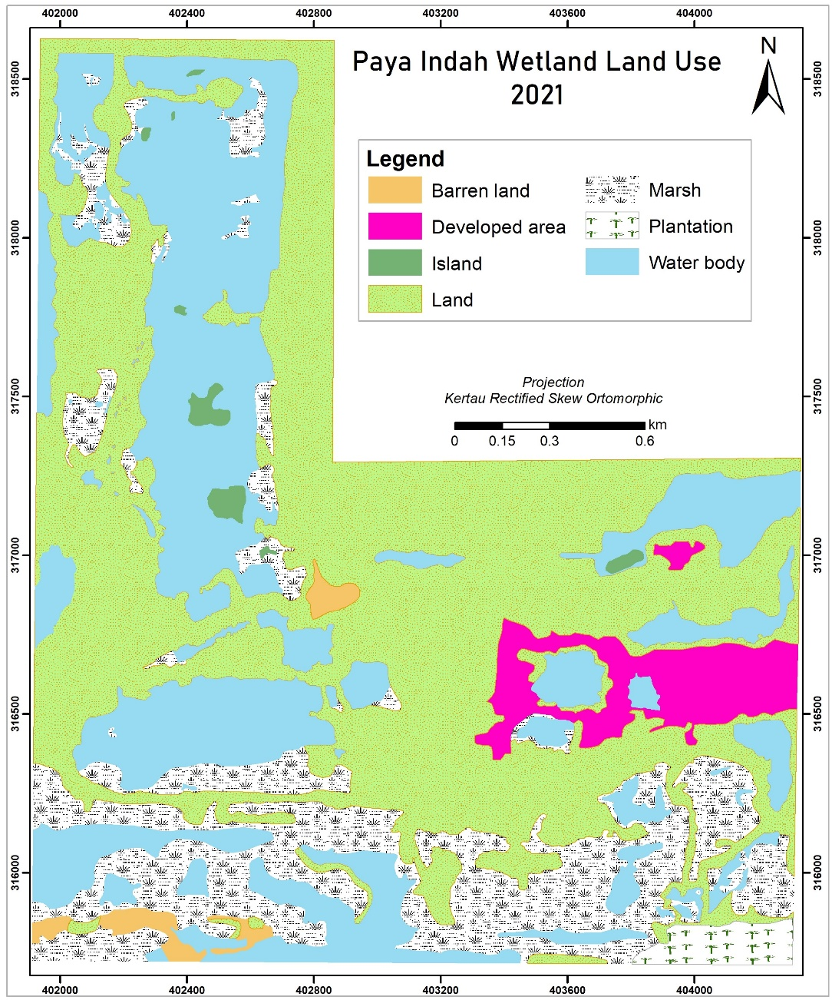 402000 402400 402800 403200 403600 404000
Paya Indah Wetland Land Use
2021
N
Legend
Barren land
Developed area
Island
Land
Marsh
Plantation
Water body
Projection
Kertau Rectified Skew Ortomorphic
km
0 0.15 0.3 0.6
318500
318000
317500
317000
316500
316000
318500
318000
317500
317000
316500
316000
402000 402400 402800 403200 403600 404000